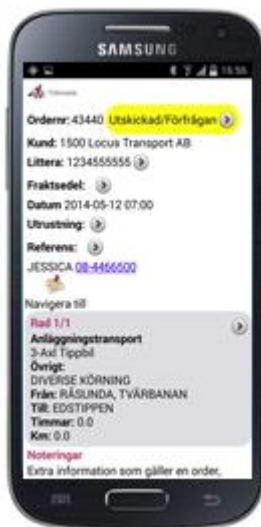 SAMSUNG
15:55
Ordernr: 43440 Utskickad/Förfrågan
Kund: 1500 Locus Transport AB
Littera: 1234555555
Fraktsedel:
Datum 2014-05-12 07:00
Utrustning:
Referens:
JESSICA 08-4466500
Navigera till
Rad 1/1
Anläggningstransport
3-Axl Tippbil
Övrigt:
DIVERSE KÖRNING
Från: RÅSUNDA, TVÄRBANAN
Till: EDSTIPPEN
Timmar: 0.0
Km: 0.0
Noteringar
Extra information som gäller en order,